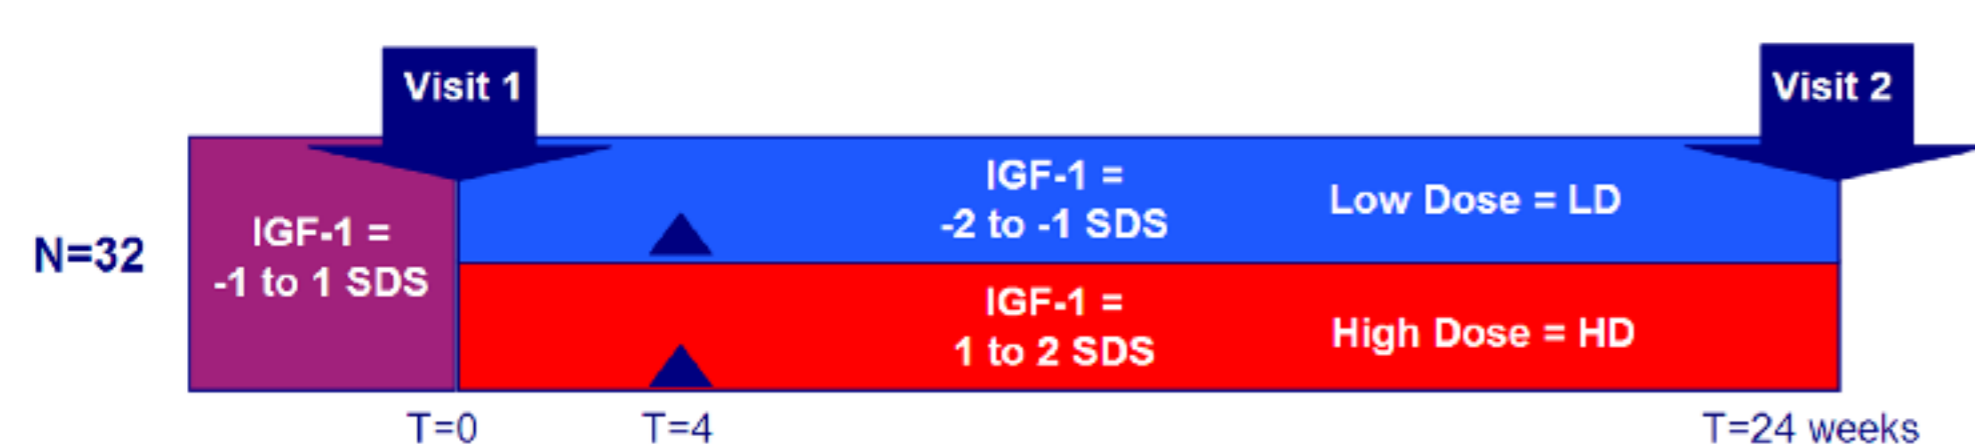 Visit 1
Visit 2
N=32
IGF-1 =
-1 to 1 SDS
IGF-1 =
-2 to -1 SDS
Low Dose = LD
IGF-1 =
1 to 2 SDS
High Dose = HD
T=0
T=4
T=24 weeks